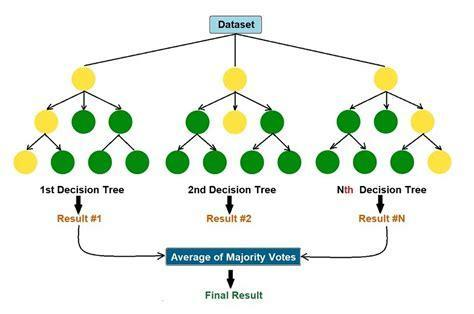 Dataset
1st Decision Tree
2nd Decision Tree
Nth Decision Tree
Result #1
Result #2
Result #N
Average of Majority Votes
Final Result